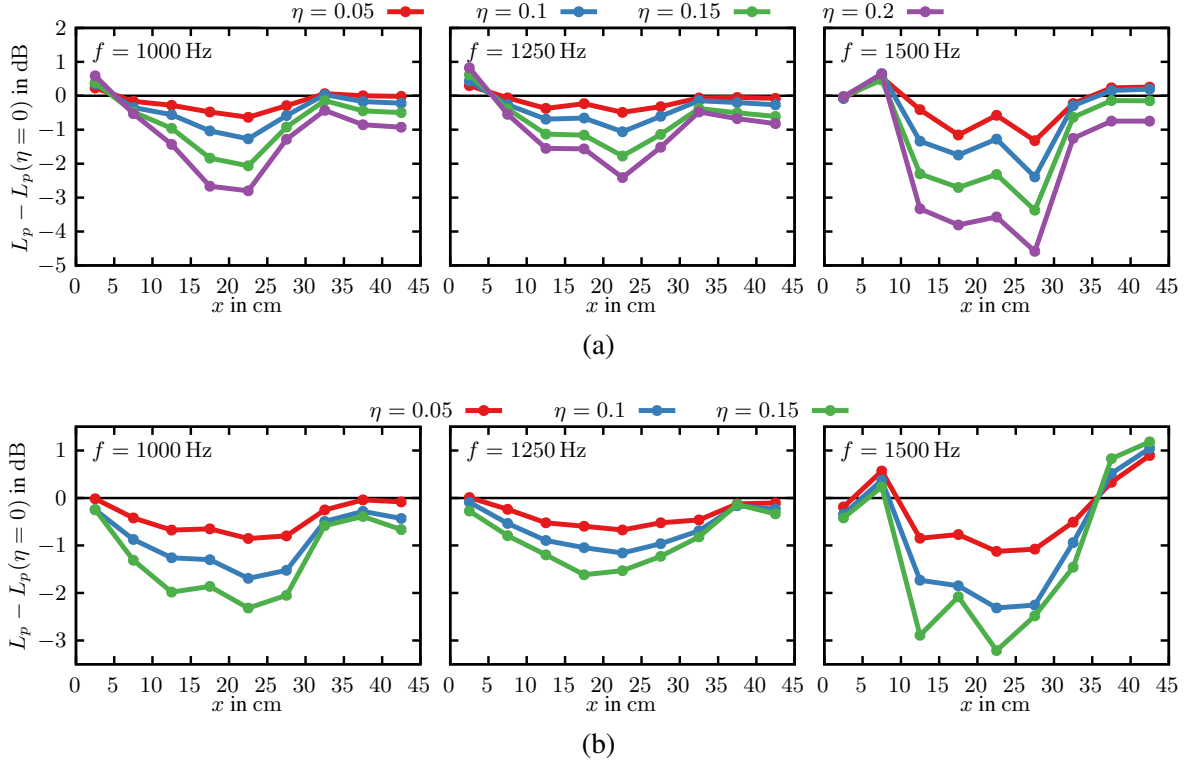 η = 0.05 η = 0.1 η = 0.15 η = 0.2
L_p − L_p(η = 0) in dB
f = 1000 Hz f = 1250 Hz f = 1500 Hz
2
1
0
−1
−2
−3
−4
−5
0 5 10 15 20 25 30 35 40 45 0 5 10 15 20 25 30 35 40 45 0 5 10 15 20 25 30 35 40 45
x in cm x in cm x in cm
(a)
η = 0.05 η = 0.1 η = 0.15
L_p − L_p(η = 0) in dB
f = 1000 Hz f = 1250 Hz f = 1500 Hz
1
0
−1
−2
−3
0 5 10 15 20 25 30 35 40 45 0 5 10 15 20 25 30 35 40 45 0 5 10 15 20 25 30 35 40 45
x in cm x in cm x in cm
(b)